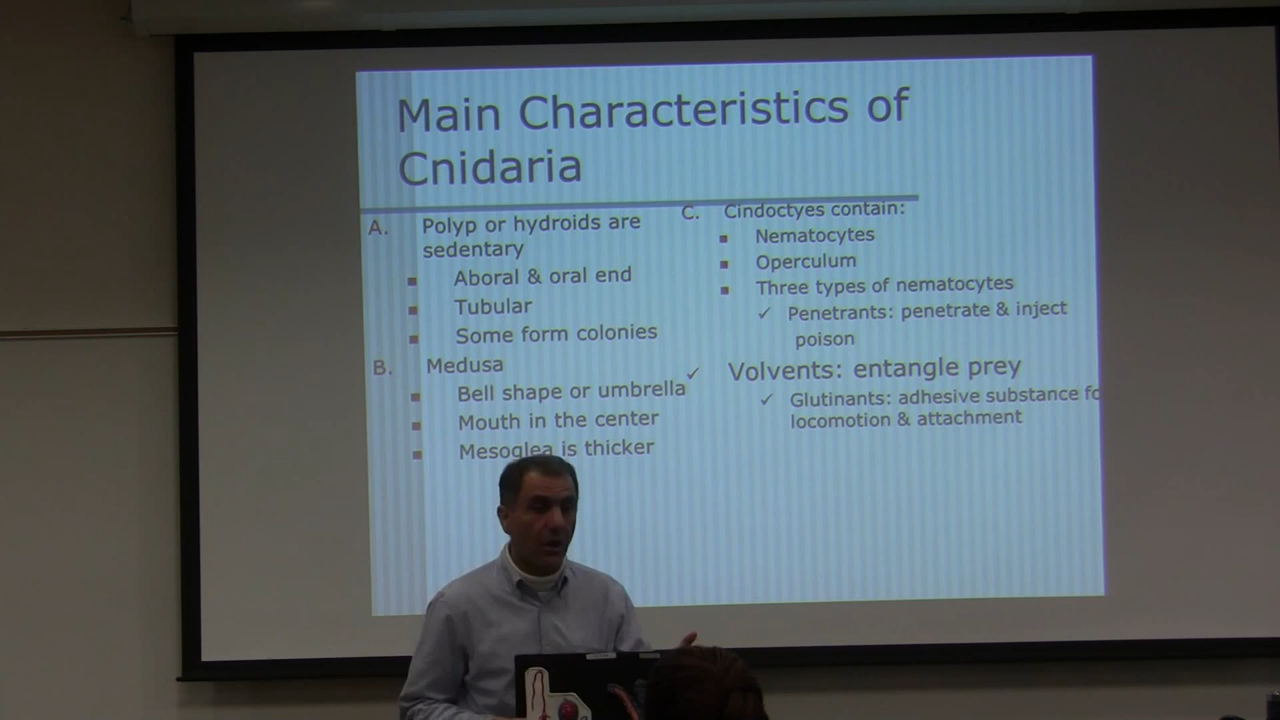 Main Characteristics of
Cnidaria
A. Polyp or hydroids are
sedentary
Aboral & oral end
Tubular
Some form colonies
B. Medusa
Bell shape or umbrella
Mouth in the center
Mesoglea is thicker
C. Cindoctyes contain:
Nematocytes
Operculum
Three types of nematocytes
✓ Penetrants: penetrate & inject
poison
✓ Volvents: entangle prey
✓ Glutinants: adhesive substance fo
locomotion & attachment